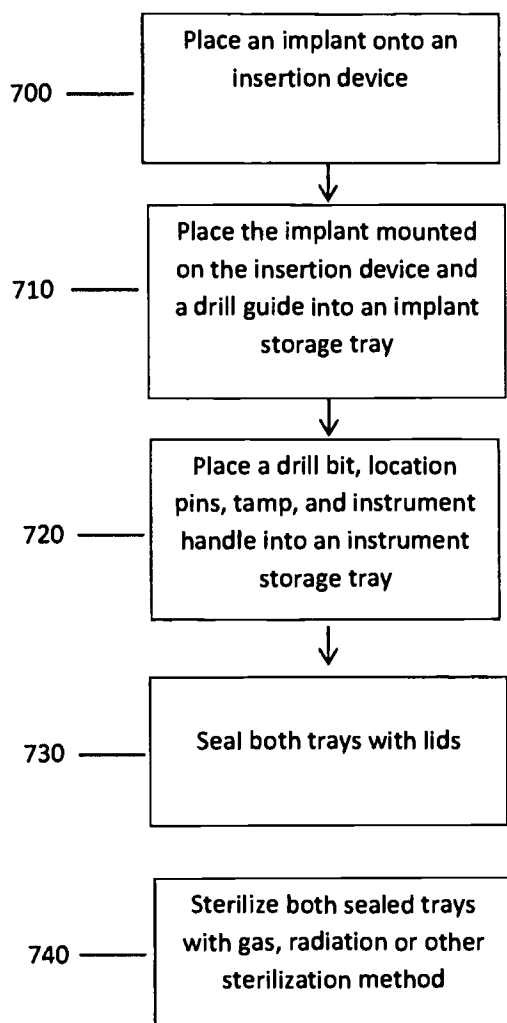 Place an implant onto an
insertion device
700
Place the implant mounted
on the insertion device and
a drill guide into an implant
storage tray
710
Place a drill bit, location
pins, tamp, and instrument
handle into an instrument
storage tray
720
Seal both trays with lids
730
Sterilize both sealed trays
with gas, radiation or other
sterilization method
740